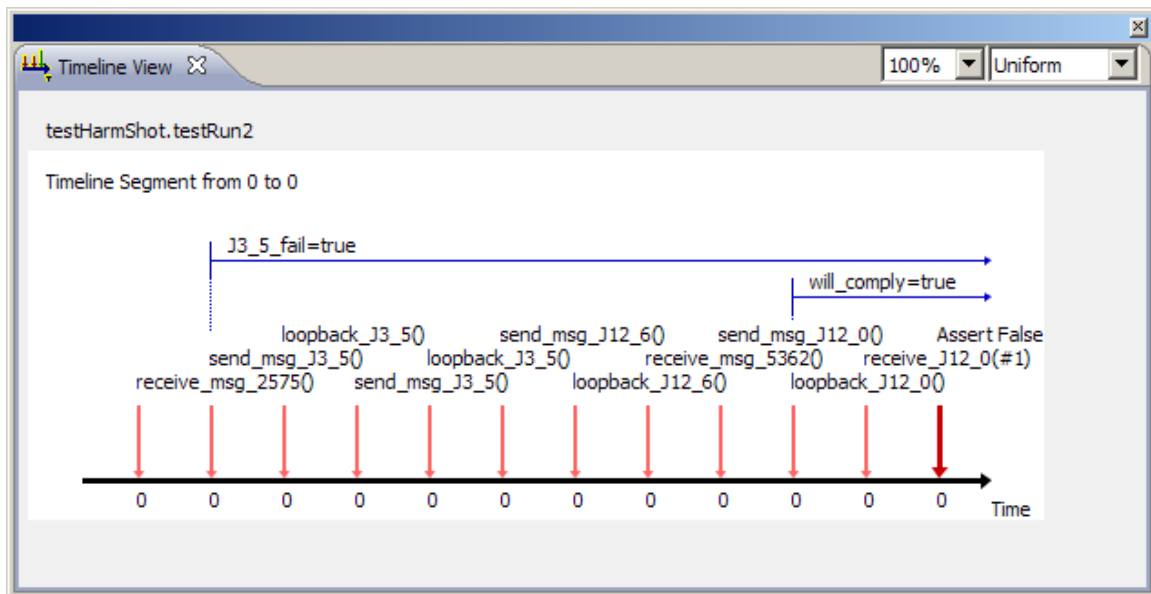 Timeline View
100%
Uniform
testHarmShot.testRun2
Timeline Segment from 0 to 0
J3_5_fail=true
will_comply=true
loopback_J3_5() send_msg_J12_6() send_msg_J12_0() Assert False
send_msg_J3_5() loopback_J3_5() receive_msg_5362() receive_J12_0(#1)
receive_msg_2575() send_msg_J3_5() loopback_J12_6() loopback_J12_0()
0 0 0 0 0 0 0 0 0 0 0 0
Time